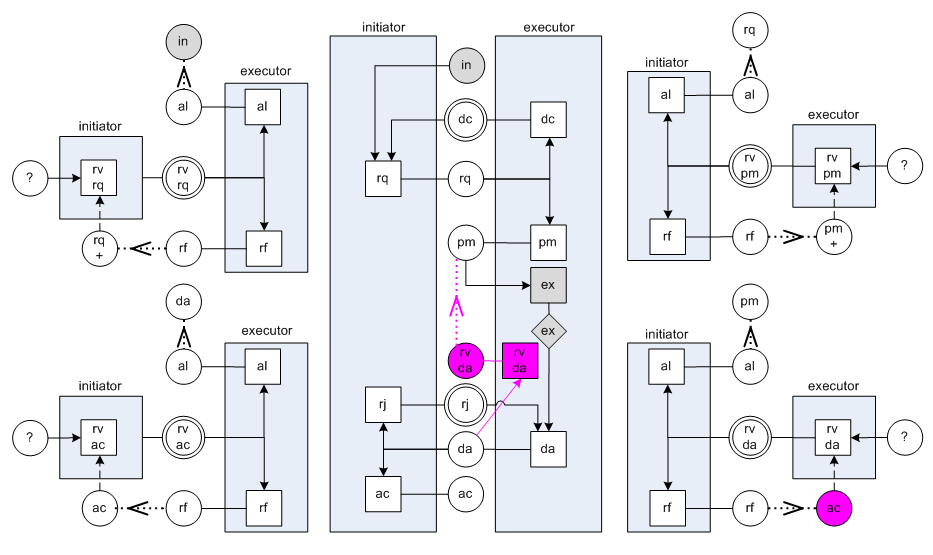 in
executor
al
al
initiator
?
rv
rq
rv
rq
rq
+
rf
rf
da
executor
al
al
initiator
?
rv
ac
rv
ac
ac
rf
rf
initiator
executor
in
dc
dc
rq
rq
pm
pm
ex
ex
rv
da
rv
da
rj
rj
da
da
ac
ac
rq
initiator
al
al
executor
rv
pm
rv
pm
?
rf
rf
pm
+
pm
initiator
al
al
executor
rv
da
rv
da
?
rf
rf
ac